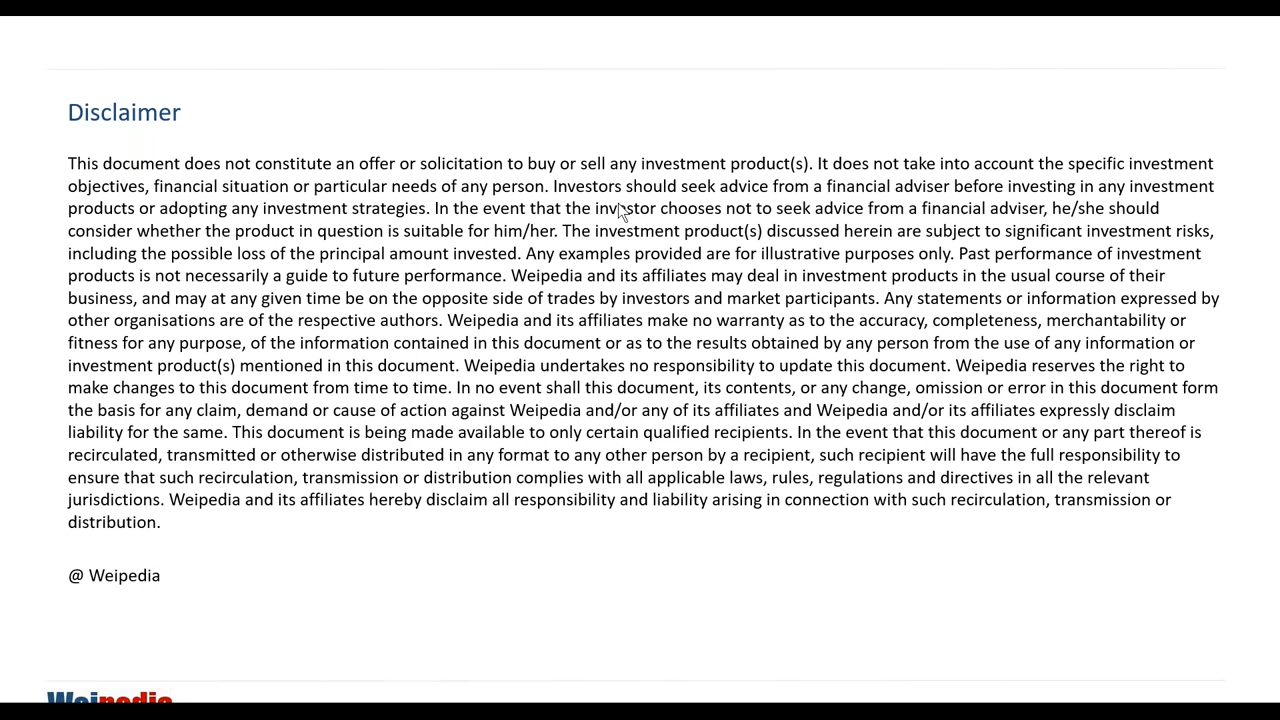 Disclaimer
This document does not constitute an offer or solicitation to buy or sell any investment product(s). It does not take into account the specific investment
objectives, financial situation or particular needs of any person. Investors should seek advice from a financial adviser before investing in any investment
products or adopting any investment strategies. In the event that the investor chooses not to seek advice from a financial adviser, he/she should
consider whether the product in question is suitable for him/her. The investment product(s) discussed herein are subject to significant investment risks,
including the possible loss of the principal amount invested. Any examples provided are for illustrative purposes only. Past performance of investment
products is not necessarily a guide to future performance. Weipedia and its affiliates may deal in investment products in the usual course of their
business, and may at any given time be on the opposite side of trades by investors and market participants. Any statements or information expressed by
other organisations are of the respective authors. Weipedia and its affiliates make no warranty as to the accuracy, completeness, merchantability or
fitness for any purpose, of the information contained in this document or as to the results obtained by any person from the use of any information or
investment product(s) mentioned in this document. Weipedia undertakes no responsibility to update this document. Weipedia reserves the right to
make changes to this document from time to time. In no event shall this document, its contents, or any change, omission or error in this document form
the basis for any claim, demand or cause of action against Weipedia and/or any of its affiliates and Weipedia and/or its affiliates expressly disclaim
liability for the same. This document is being made available to only certain qualified recipients. In the event that this document or any part thereof is
recirculated, transmitted or otherwise distributed in any format to any other person by a recipient, such recipient will have the full responsibility to
ensure that such recirculation, transmission or distribution complies with all applicable laws, rules, regulations and directives in all the relevant
jurisdictions. Weipedia and its affiliates hereby disclaim all responsibility and liability arising in connection with such recirculation, transmission or
distribution.
@ Weipedia
Weipedia